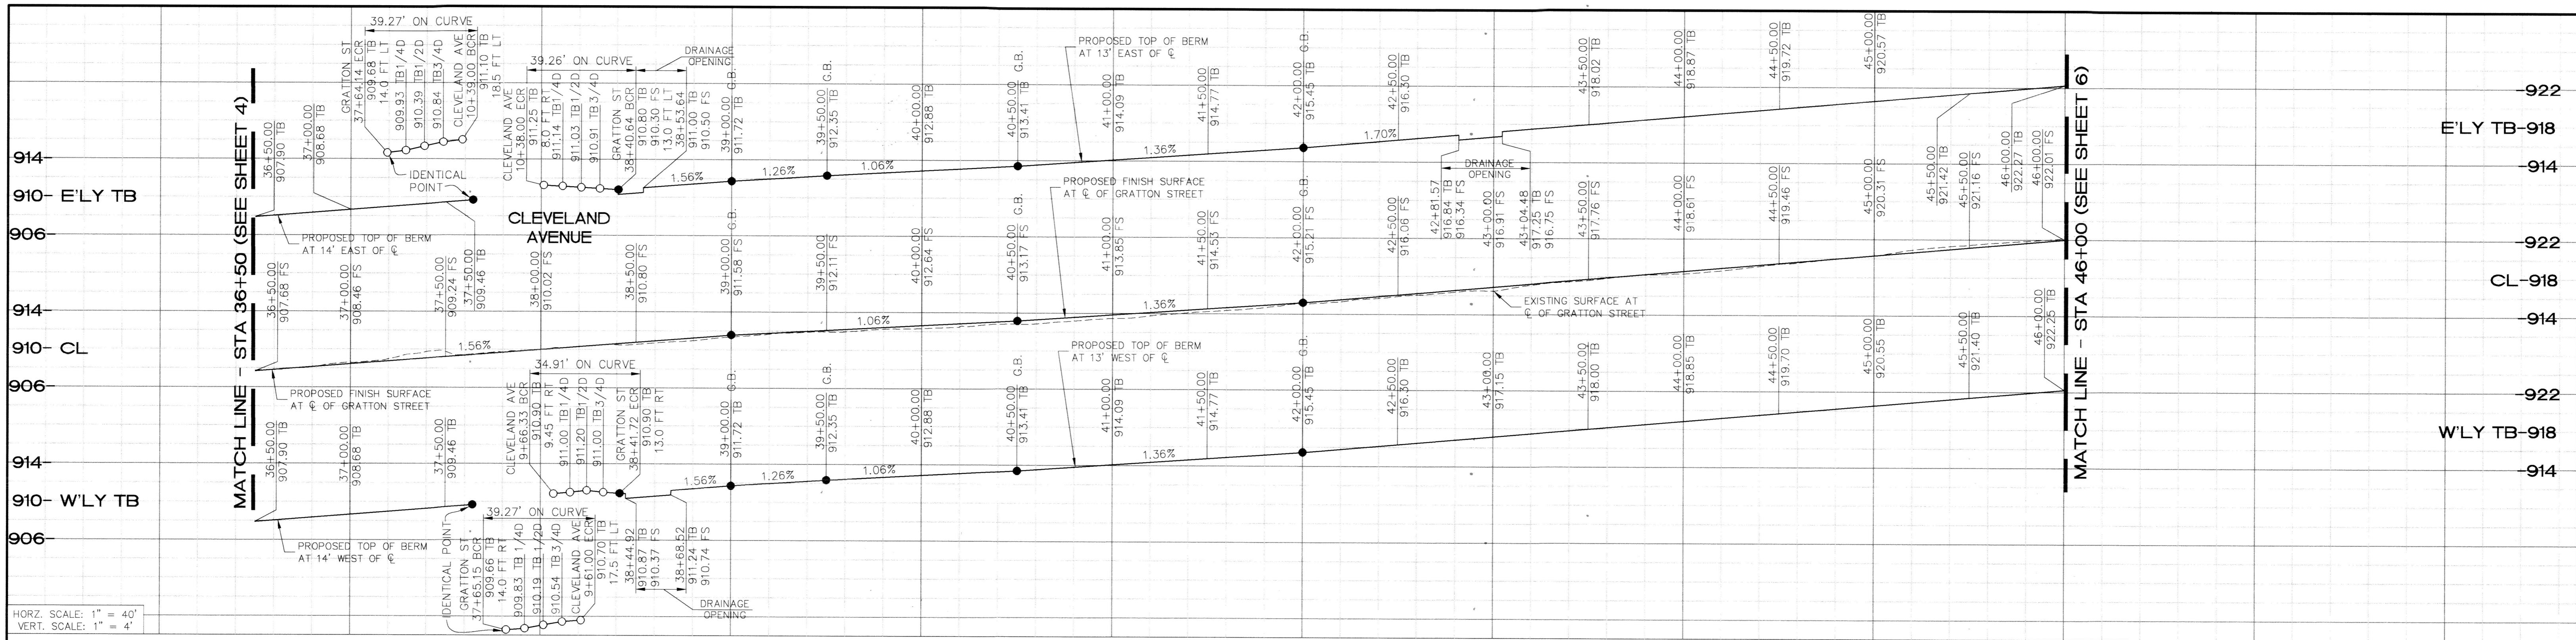 39.27' ON CURVE
GRATTON ST
37+64.14 ECR
909.68 TB
14.0 FT LT
909.93 TB1/4D
910.39 TB1/2D
910.84 TB3/4D
CLEVELAND AVE
10+39.00 BCR
911.10 TB
18.5 FT LT
39.26' ON CURVE
CLEVELAND AVE
10+38.00 ECR
911.25 TB
8.0 FT RT
911.14 TB1/4D
911.03 TB1/2D
910.91 TB3/4D
GRATTON ST
38+40.64 BCR
910.80 TB
910.30 FS
13.0 FT LT
DRAINAGE
OPENING
38+53.64
911.00 TB
910.50 FS
39+00.00 G.B.
911.72 TB
39+50.00 G.B.
912.35 TB
40+00.00
912.88 TB
40+50.00 G.B.
913.41 TB
PROPOSED TOP OF BERM
AT 13' EAST OF ℄
41+00.00
914.09 TB
41+50.00
914.77 TB
42+00.00 G.B.
915.45 TB
42+50.00
916.30 TB
43+50.00
918.02 TB
44+00.00
918.87 TB
44+50.00
919.72 TB
45+00.00
920.57 TB
45+50.00
921.42 TB
46+00.00
922.27 TB
MATCH LINE - STA 36+50 (SEE SHEET 4)
MATCH LINE - STA 46+00 (SEE SHEET 6)
36+50.00
907.90 TB
37+00.00
908.68 TB
37+50.00
909.46 TB
IDENTICAL
POINT
914-
910- E'LY TB
906-
-922
E'LY TB-918
-914
1.56%
1.26%
1.06%
1.36%
1.70%
DRAINAGE
OPENING
42+81.57
916.84 TB
916.34 FS
43+04.48
917.25 TB
916.75 FS
PROPOSED TOP OF BERM
AT 14' EAST OF ℄
CLEVELAND
AVENUE
PROPOSED FINISH SURFACE
AT ℄ OF GRATTON STREET
36+50.00
907.68 FS
37+00.00
908.46 FS
37+50.00
909.24 FS
38+00.00
910.02 FS
38+50.00
910.80 FS
39+00.00 G.B.
911.58 FS
39+50.00
912.11 FS
40+00.00
912.64 FS
40+50.00 G.B.
913.17 FS
41+00.00
913.85 FS
41+50.00
914.53 FS
42+00.00 G.B.
915.21 FS
42+50.00
916.06 FS
43+00.00
916.91 FS
43+50.00
917.76 FS
44+00.00
918.61 FS
44+50.00
919.46 FS
45+00.00
920.31 FS
45+50.00
921.16 FS
46+00.00
922.01 FS
914-
910- CL
906-
-922
CL-918
-914
1.56%
1.06%
1.36%
EXISTING SURFACE AT
℄ OF GRATTON STREET
PROPOSED FINISH SURFACE
AT ℄ OF GRATTON STREET
34.91' ON CURVE
CLEVELAND AVE
9+66.33 BCR
910.90 TB
9.45 FT RT
911.00 TB1/4D
911.20 TB1/2D
911.00 TB3/4D
GRATTON ST
38+41.72 ECR
910.90 TB
13.0 FT RT
PROPOSED TOP OF BERM
AT 13' WEST OF ℄
36+50.00
907.90 TB
37+00.00
908.68 TB
37+50.00
909.46 TB
39+00.00 G.B.
911.72 TB
39+50.00 G.B.
912.35 TB
40+00.00
912.88 TB
40+50.00 G.B.
913.41 TB
41+00.00
914.09 TB
41+50.00
914.77 TB
42+00.00 G.B.
915.45 TB
42+50.00
916.30 TB
43+00.00
917.15 TB
43+50.00
918.00 TB
44+00.00
918.85 TB
44+50.00
919.70 TB
45+00.00
920.55 TB
45+50.00
921.40 TB
46+00.00
922.25 TB
914-
910- W'LY TB
906-
-922
W'LY TB-918
-914
1.56%
1.26%
1.06%
1.36%
PROPOSED TOP OF BERM
AT 14' WEST OF ℄
39.27' ON CURVE
IDENTICAL POINT
GRATTON ST
37+65.15 BCR
909.66 TB
14.0 FT RT
909.83 TB 1/4D
910.19 TB 1/2D
910.54 TB 3/4D
CLEVELAND AVE
9+61.00 ECR
910.70 TB
17.5 FT LT
38+44.92
910.87 TB
910.37 FS
38+68.52
911.24 TB
910.74 FS
DRAINAGE
OPENING
HORZ. SCALE: 1" = 40'
VERT. SCALE: 1" = 4'